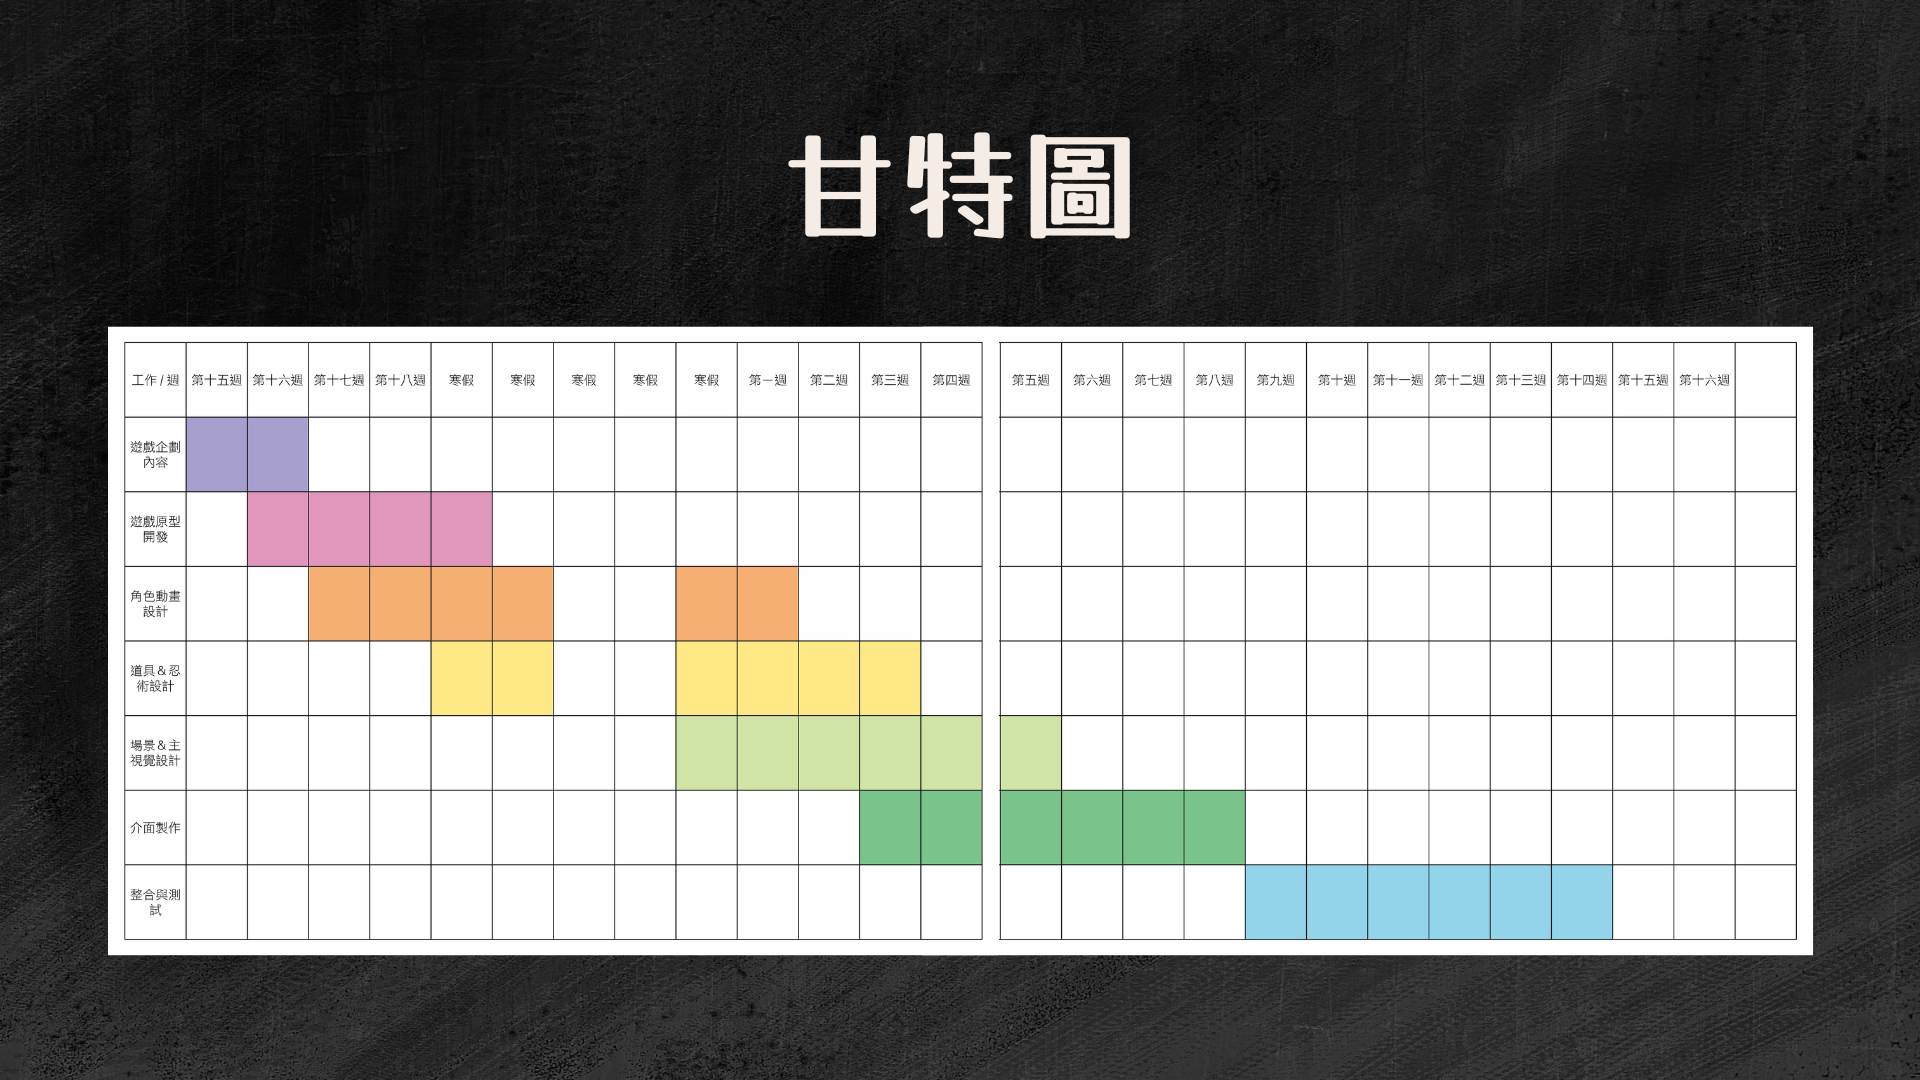 甘特圖
工作 / 週 第十五週 第十六週 第十七週 第十八週 寒假 寒假 寒假 寒假 寒假 第一週 第二週 第三週 第四週 第五週 第六週 第七週 第八週 第九週 第十週 第十一週 第十二週 第十三週 第十四週 第十五週 第十六週
遊戲企劃
內容
遊戲原型
開發
角色動畫
設計
道具＆忍
術設計
場景＆主
視覺設計
介面製作
整合與測
試